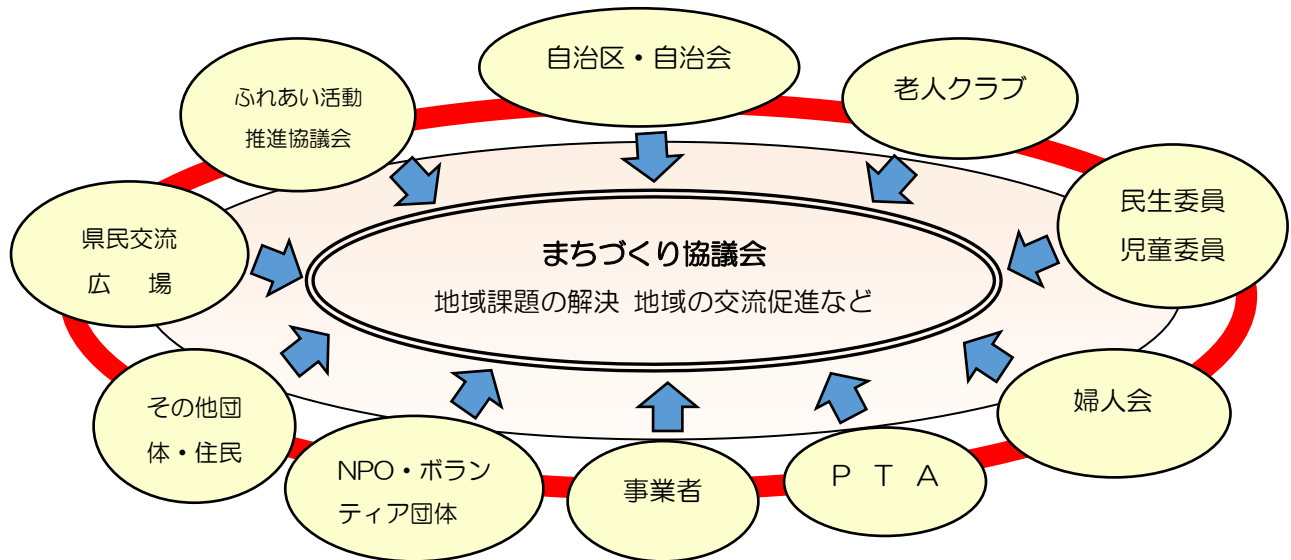 自治区・自治会
老人クラブ
ふれあい活動
推進協議会
民生委員
児童委員
県民交流
広　場
まちづくり協議会
地域課題の解決 地域の交流促進など
婦人会
その他団
体・住民
NPO・ボラン
ティア団体
事業者
Ｐ Ｔ Ａ